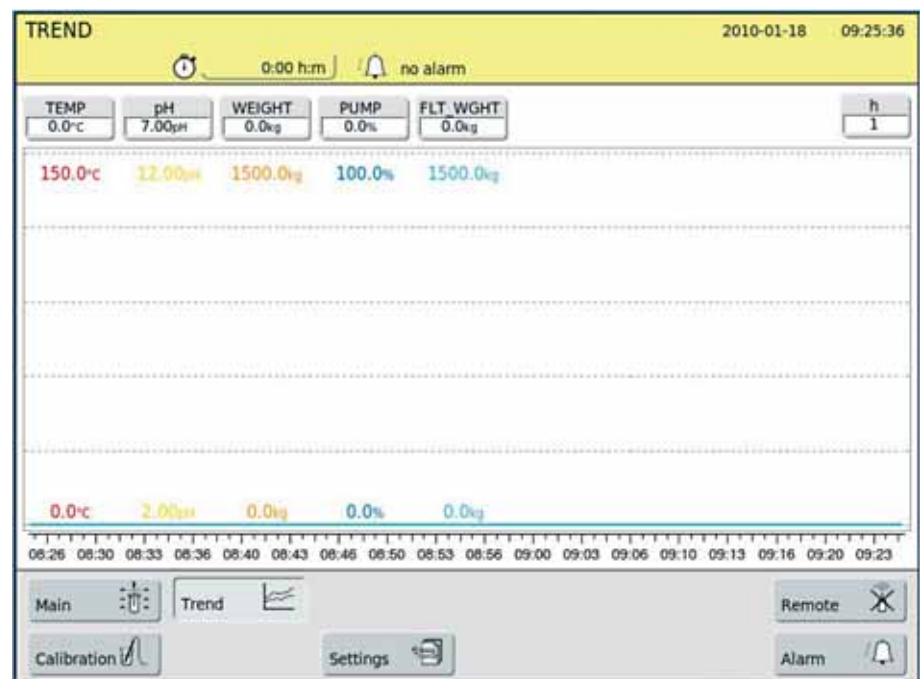 TREND 2010-01-18 09:25:36
0:00 h:m no alarm
TEMP pH WEIGHT PUMP FLT_WGHT h
0.0°C 7.00pH 0.0kg 0.0% 0.0kg 1
150.0°C 12.00pH 1500.0kg 100.0% 1500.0kg
0.0°C 2.00pH 0.0kg 0.0% 0.0kg
08:26 08:30 08:33 08:36 08:40 08:43 08:46 08:50 08:53 08:56 09:00 09:03 09:06 09:10 09:13 09:16 09:20 09:23
Main Trend Remote
Calibration Settings Alarm